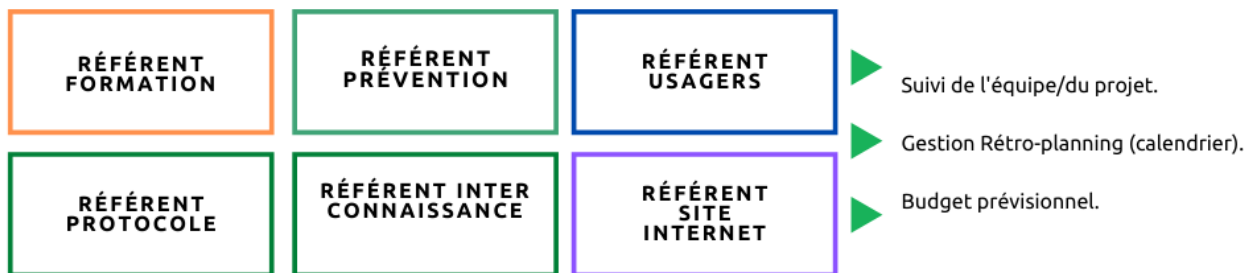 RÉFÉRENT
FORMATION
RÉFÉRENT
PRÉVENTION
RÉFÉRENT
USAGERS
RÉFÉRENT
PROTOCOLE
RÉFÉRENT INTER
CONNAISSANCE
RÉFÉRENT
SITE
INTERNET
Suivi de l'équipe/du projet.
Gestion Rétro-planning (calendrier).
Budget prévisionnel.